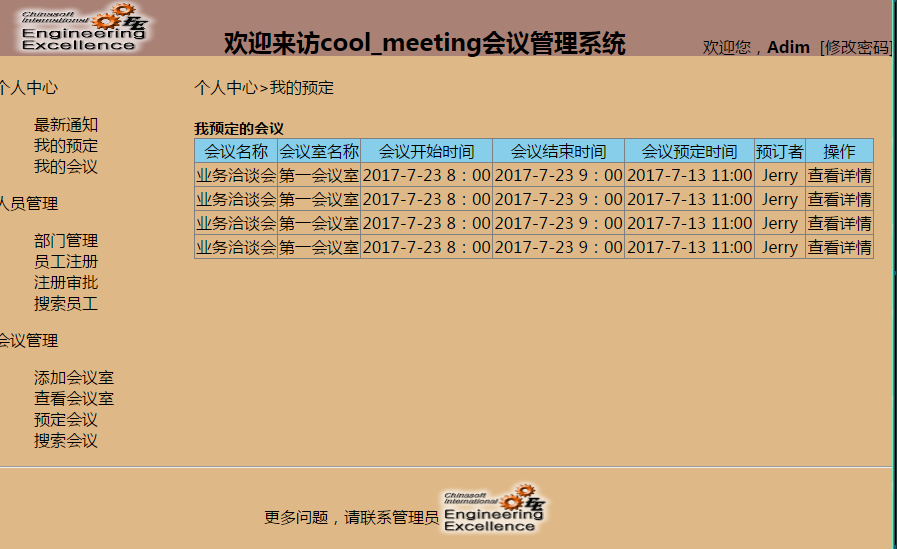 Chinasoft
International
Engineering
Excellence
欢迎来访cool_meeting会议管理系统
欢迎您，Adim [修改密码]
个人中心
最新通知
我的预定
我的会议
人员管理
部门管理
员工注册
注册审批
搜索员工
会议管理
添加会议室
查看会议室
预定会议
搜索会议
个人中心>我的预定
我预定的会议
会议名称 会议室名称 会议开始时间 会议结束时间 会议预定时间 预订者 操作
业务洽谈会 第一会议室 2017-7-23 8：00 2017-7-23 9：00 2017-7-13 11:00 Jerry 查看详情
业务洽谈会 第一会议室 2017-7-23 8：00 2017-7-23 9：00 2017-7-13 11:00 Jerry 查看详情
业务洽谈会 第一会议室 2017-7-23 8：00 2017-7-23 9：00 2017-7-13 11:00 Jerry 查看详情
业务洽谈会 第一会议室 2017-7-23 8：00 2017-7-23 9：00 2017-7-13 11:00 Jerry 查看详情
更多问题，请联系管理员
Chinasoft
International
Engineering
Excellence